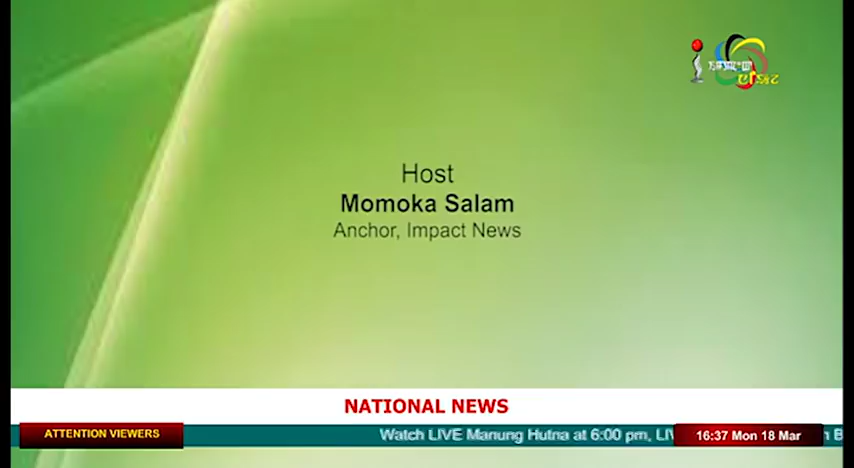 Host
Momoka Salam
Anchor, Impact News
NATIONAL NEWS
ATTENTION VIEWERS
Watch LIVE Manung Hutna at 6:00 pm, LI
16:37 Mon 18 Mar